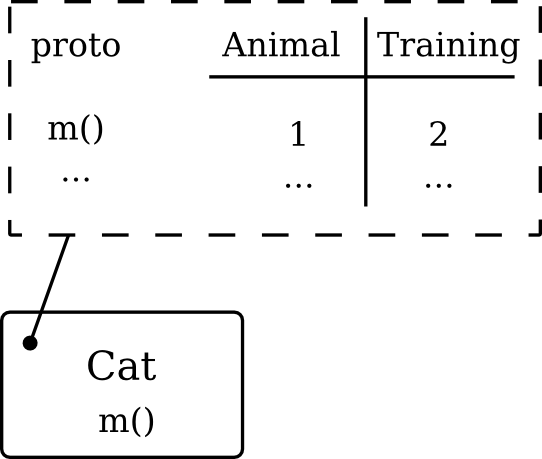 proto Animal Training
m() 1 2
... ... ...
Cat
m()